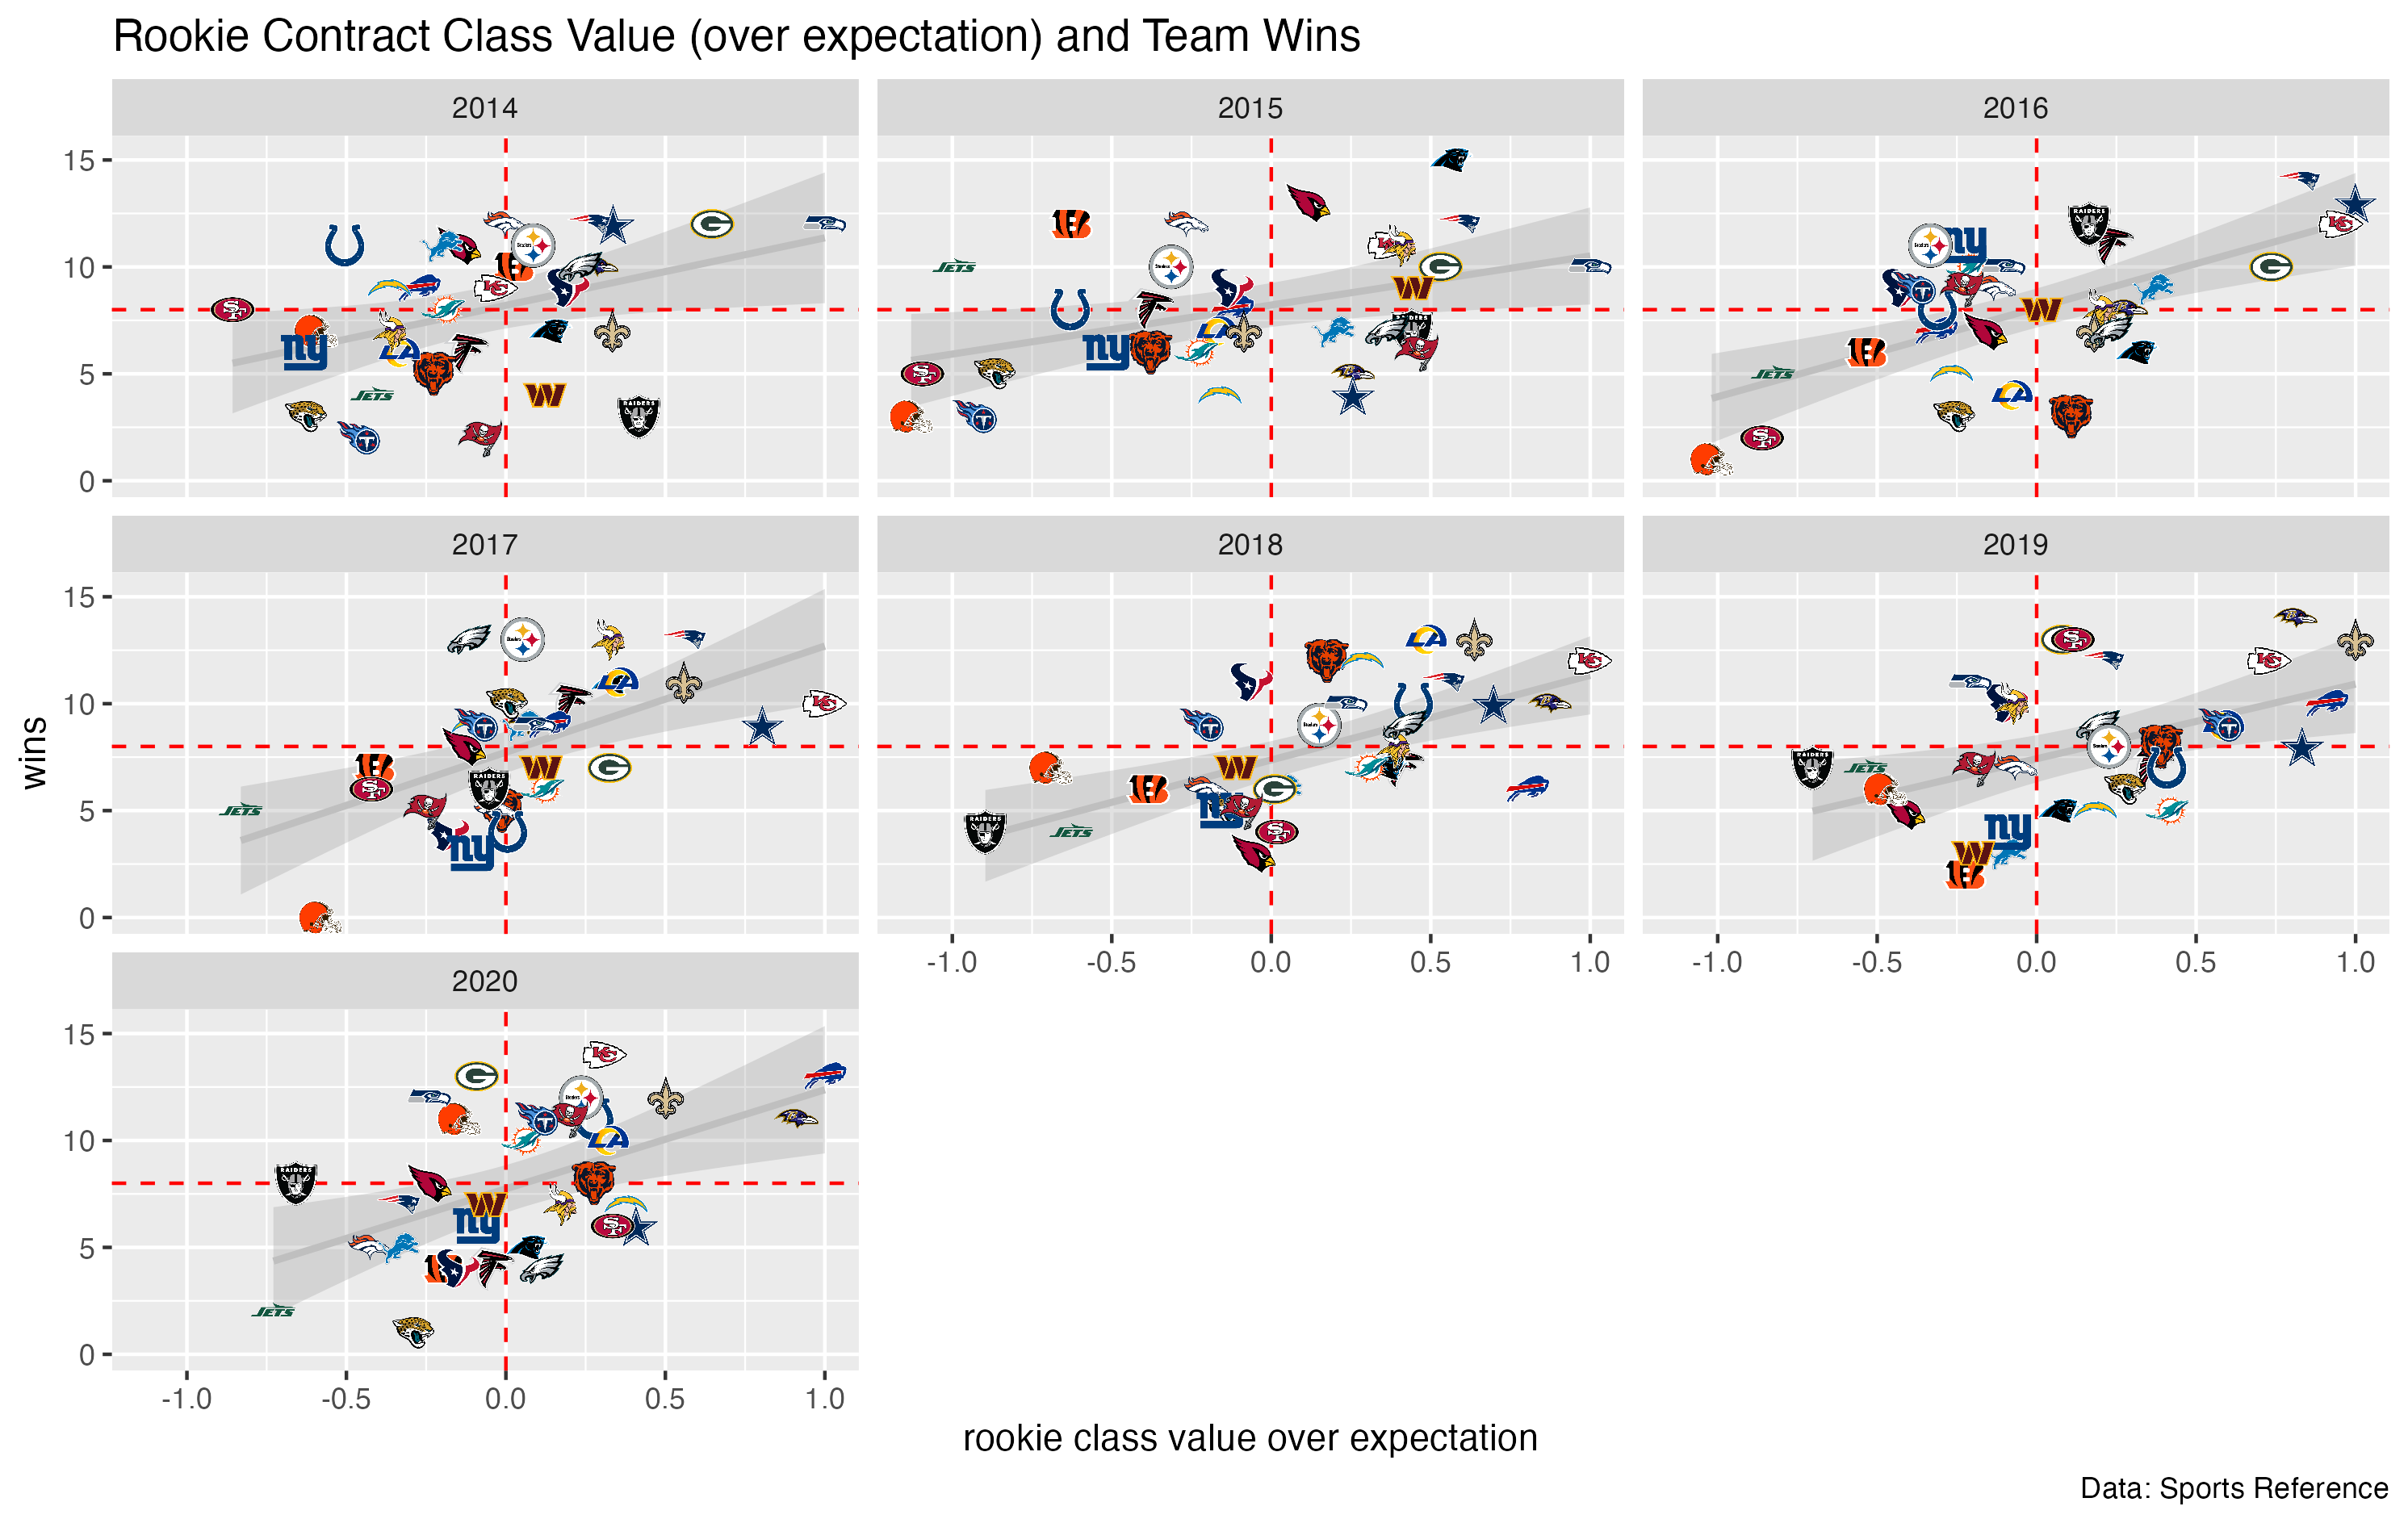 Rookie Contract Class Value (over expectation) and Team Wins
2014
2015
2016
15
10
5
0
2017
2018
2019
15
10
5
0
-1.0 -0.5 0.0 0.5 1.0
-1.0 -0.5 0.0 0.5 1.0
2020
15
10
5
0
-1.0 -0.5 0.0 0.5 1.0
wins
rookie class value over expectation
Data: Sports Reference